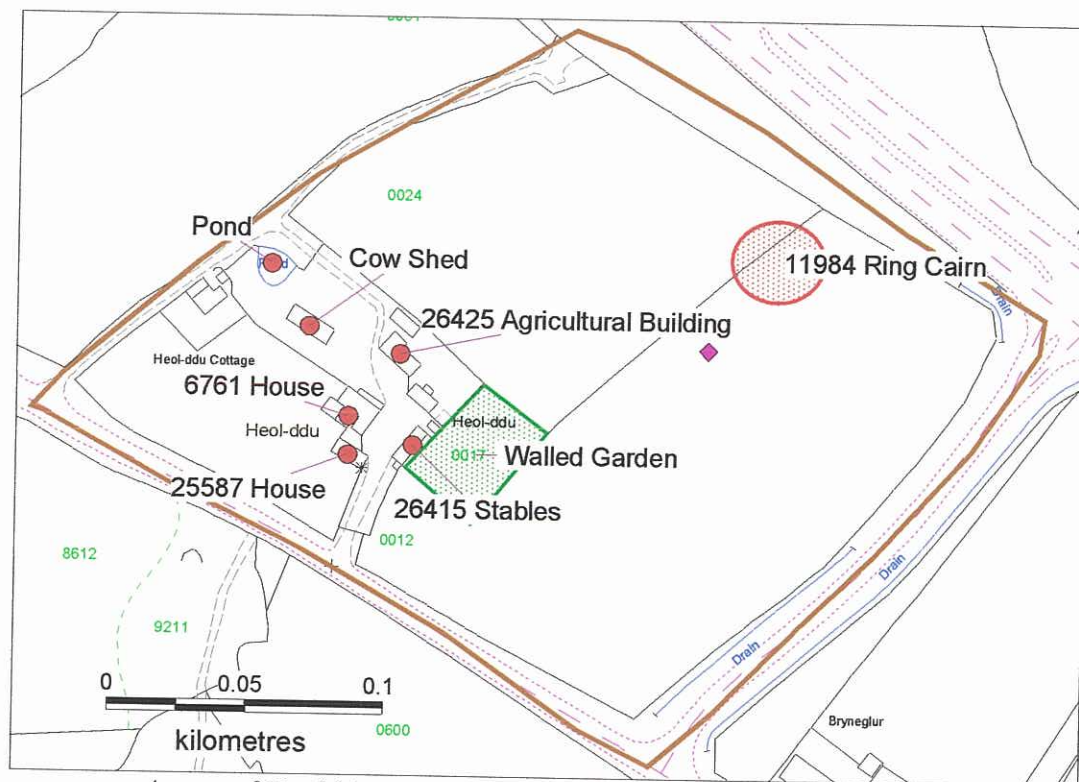 0024
Pond
Pond
Cow Shed
11984 Ring Cairn
Drain
26425 Agricultural Building
Heol-ddu Cottage
6761 House
Heol-ddu
Heol-ddu
0017
Walled Garden
25587 House
26415 Stables
0012
8612
Drain
9211
Drain
0 0.05 0.1
kilometres
0600
Bryneglur